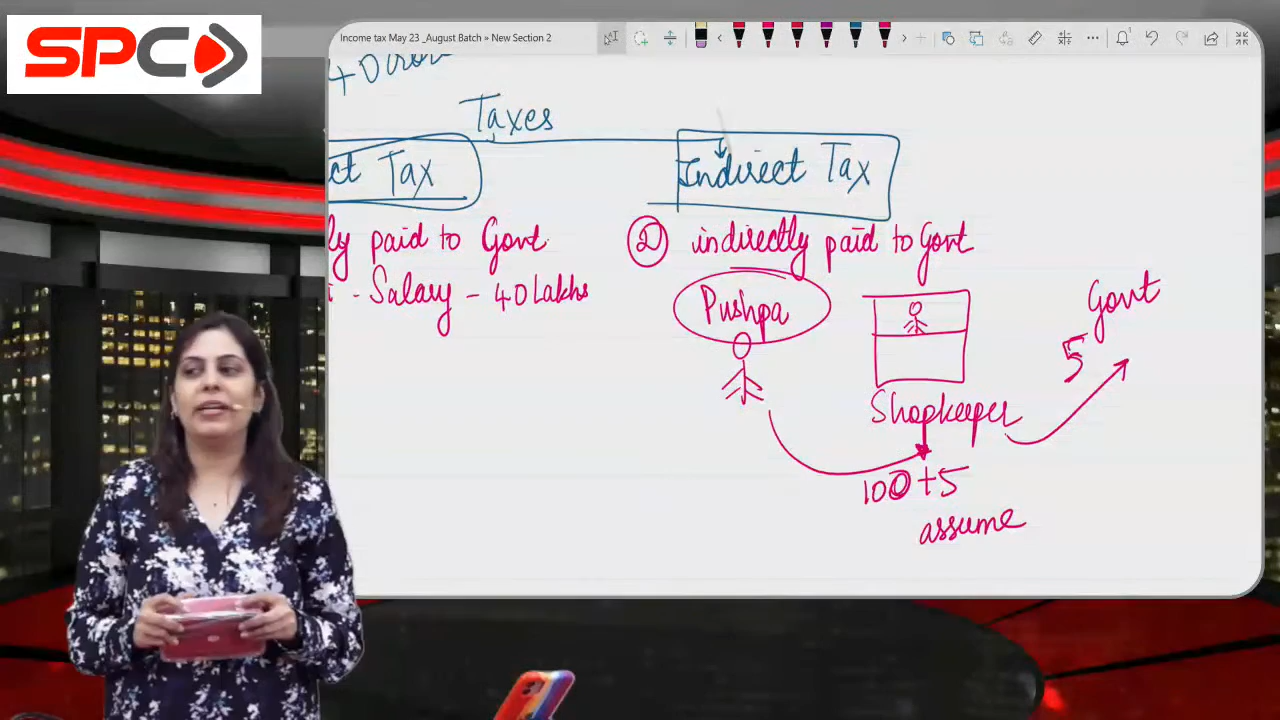 SPC
Income tax May 23 _August Batch » New Section 2
Taxes
ct Tax
Indirect Tax
ly paid to Govt.
② indirectly paid to Govt
- Salary - 40 Lakhs
Pushpa
Govt
5
Shopkeeper
100 + 5
assume